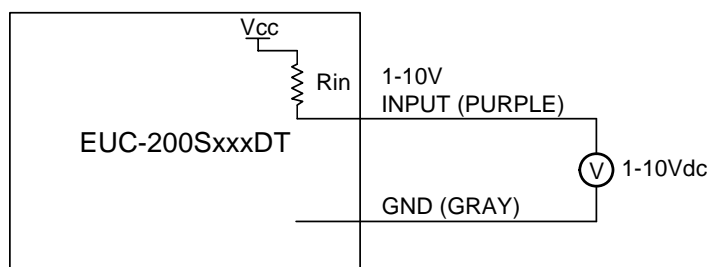 Vcc
Rin
1-10V
INPUT (PURPLE)
EUC-200SxxxDT
V
1-10Vdc
GND (GRAY)